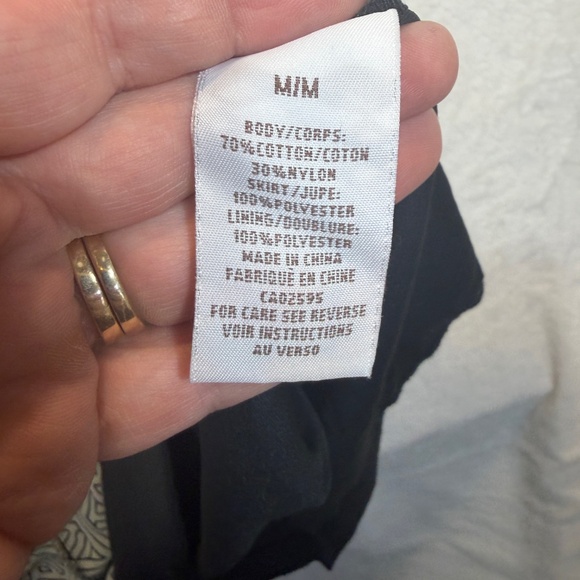 M/M
BODY/CORPS:
70%COTTON/COTON
30%NYLON
SKIRT/JUPE:
100%POLYESTER
LINING/DOUBLURE:
100%POLYESTER
MADE IN CHINA
FABRIQUÈ EN CHINE
CA02595
FOR CARE SEE REVERSE
VOIR INSTRUCTIONS
AU VERSO